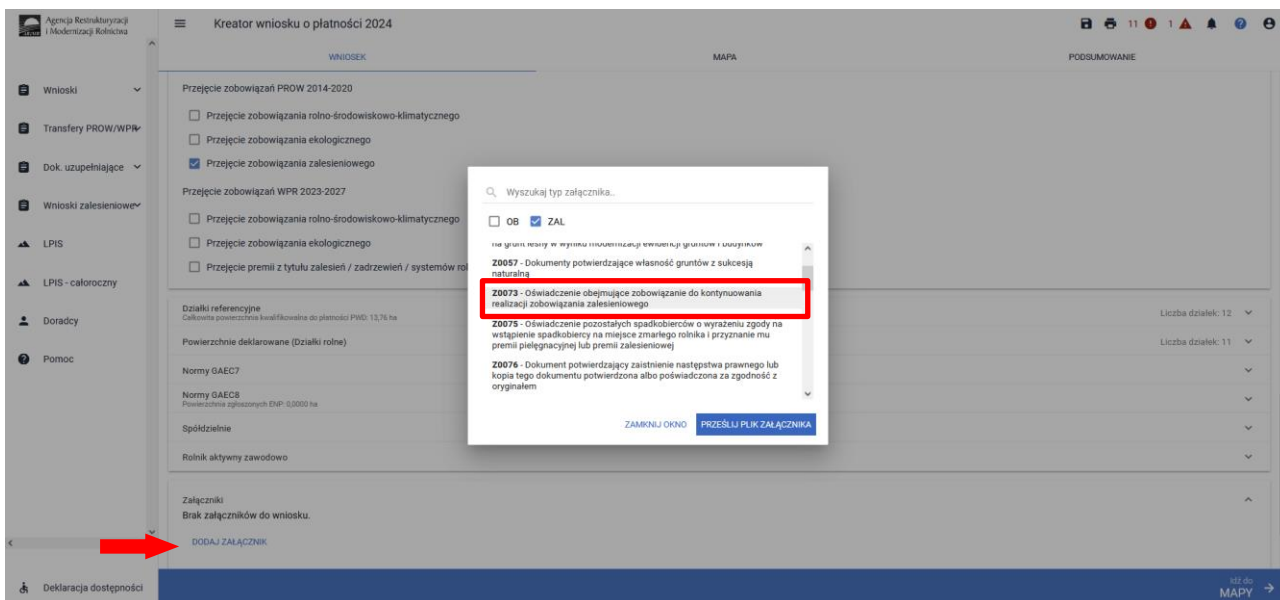 Agencja Restrukturyzacji
i Modernizacji Rolnictwa
Kreator wniosku o płatności 2024
11 1
WNIOSEK MAPA PODSUMOWANIE
Wnioski
Transfery PROW/WPR
Dok. uzupełniające
Wnioski zalesieniowe
LPIS
LPIS - całoroczny
Doradcy
Pomoc
Deklaracja dostępności
Przejęcie zobowiązań PROW 2014-2020
Przejęcie zobowiązania rolno-środowiskowo-klimatycznego
Przejęcie zobowiązania ekologicznego
Przejęcie zobowiązania zalesieniowego
Przejęcie zobowiązań WPR 2023-2027
Przejęcie zobowiązania rolno-środowiskowo-klimatycznego
Przejęcie zobowiązania ekologicznego
Przejęcie premii z tytułu zalesień / zadrzewień / systemów rol
Działki referencyjne
Całkowita powierzchnia kwalifikowalna do płatności PWD: 13,76 ha
Liczba działek: 12
Powierzchnie deklarowane (Działki rolne)
Liczba działek: 11
Normy GAEC7
Normy GAEC8
Powierzchnia zgłoszonych ENP: 0,0000 ha
Spółdzielnie
Rolnik aktywny zawodowo
Załączniki
Brak załączników do wniosku.
DODAJ ZAŁĄCZNIK
Idź do
MAPY
Wyszukaj typ załącznika..
OB ZAL
na grunt leśny w wyniku modernizacji ewidencji gruntów i budynków
Z0057 - Dokumenty potwierdzające własność gruntów z sukcesją
naturalną
Z0073 - Oświadczenie obejmujące zobowiązanie do kontynuowania
realizacji zobowiązania zalesieniowego
Z0075 - Oświadczenie pozostałych spadkobierców o wyrażeniu zgody na
wstąpienie spadkobiercy na miejsce zmarłego rolnika i przyznanie mu
premii pielęgnacyjnej lub premii zalesieniowej
Z0076 - Dokument potwierdzający zaistnienie następstwa prawnego lub
kopia tego dokumentu potwierdzona albo poświadczona za zgodność z
oryginałem
ZAMKNIJ OKNO PRZEŚLIJ PLIK ZAŁĄCZNIKA